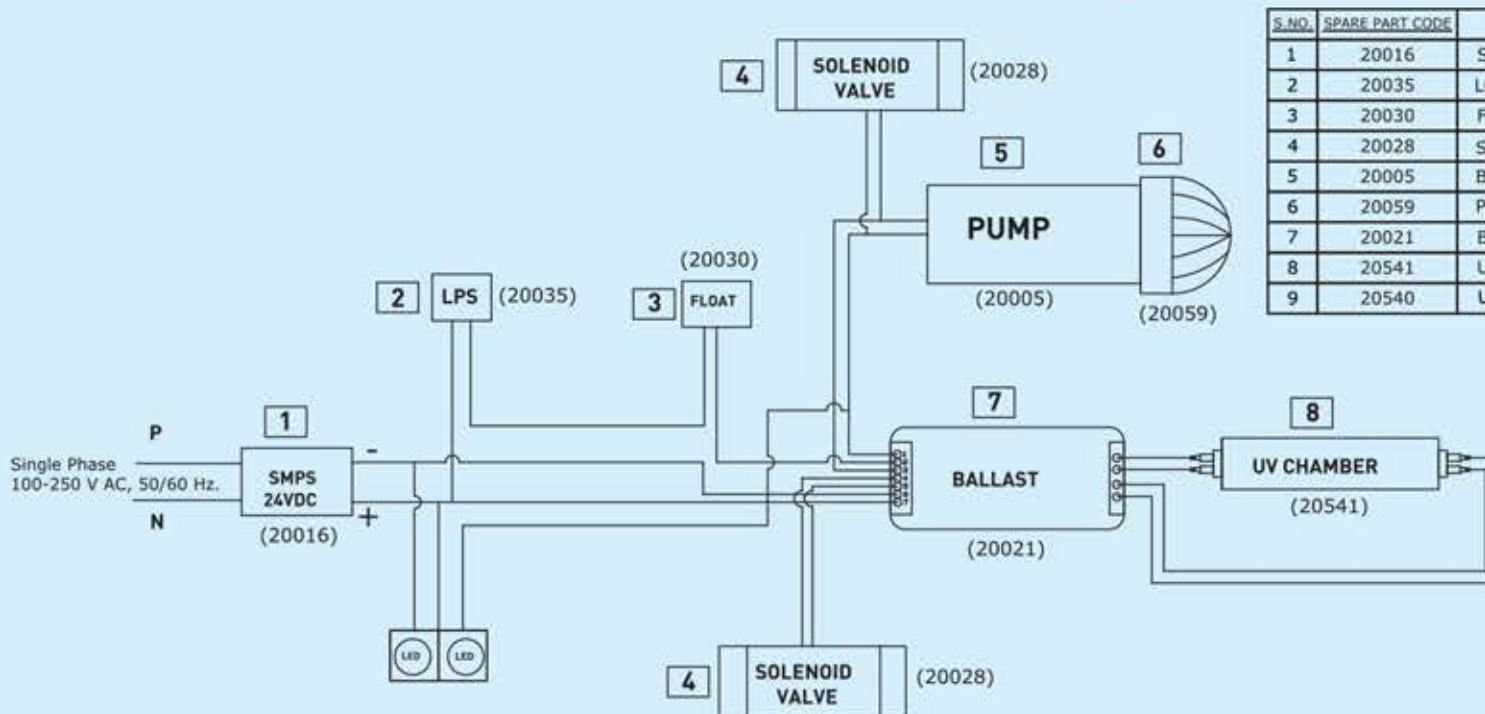 S.NO. SPARE PART CODE
1 20016 S
2 20035
3 20030 F
4 20028 S
5 20005 B
6 20059 P
7 20021
8 20541 U
9 20540 U
4
SOLENOID
VALVE
(20028)
5
6
PUMP
(20005)
(20059)
2
LPS
(20035)
(20030)
3
FLOAT
1
P
Single Phase
100-250 V AC, 50/60 Hz.
N
SMPS
24VDC
-
+
(20016)
7
BALLAST
(20021)
8
UV CHAMBER
(20541)
LED
LED
4
SOLENOID
VALVE
(20028)